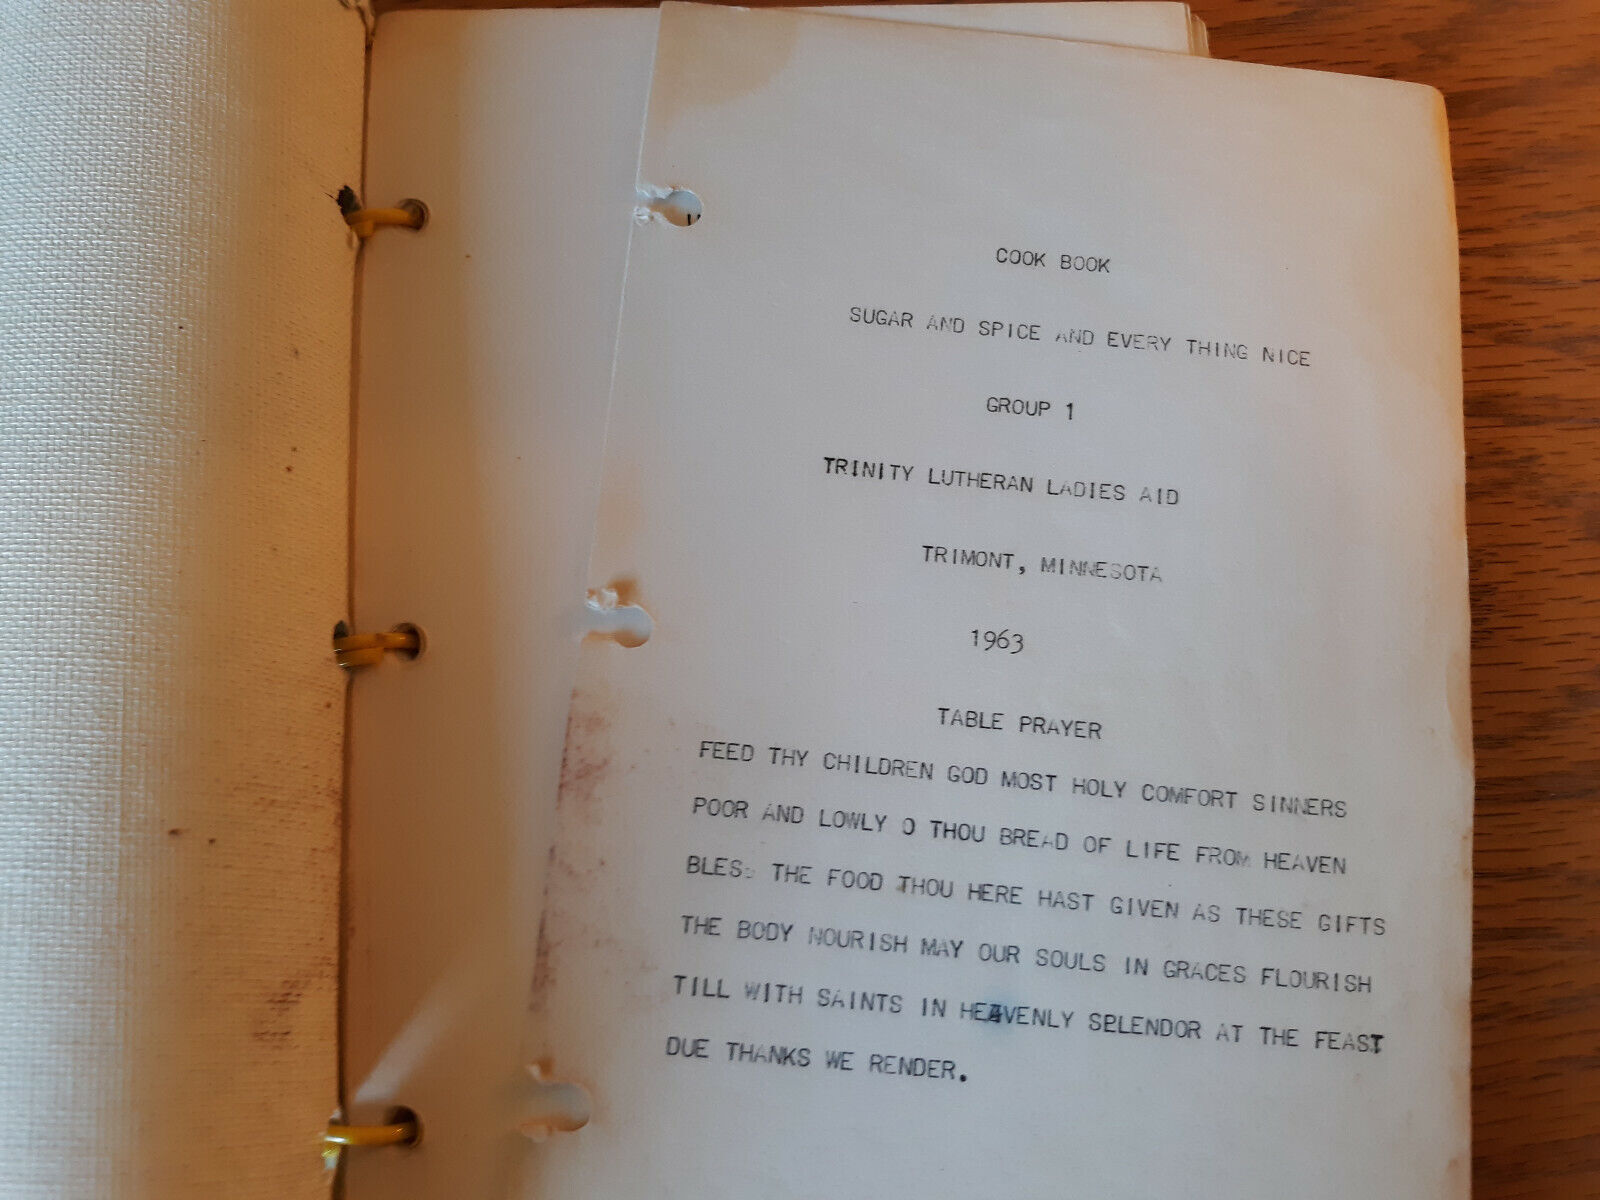 COOK BOOK
SUGAR AND SPICE AND EVERY THING NICE
GROUP 1
TRINITY LUTHERAN LADIES AID
TRIMONT, MINNESOTA
1963
TABLE PRAYER
FEED THY CHILDREN GOD MOST HOLY COMFORT SINNERS
POOR AND LOWLY O THOU BREAD OF LIFE FROM HEAVEN
BLESS THE FOOD THOU HERE HAST GIVEN AS THESE GIFTS
THE BODY NOURISH MAY OUR SOULS IN GRACES FLOURISH
TILL WITH SAINTS IN HEAVENLY SPLENDOR AT THE FEAST
DUE THANKS WE RENDER.